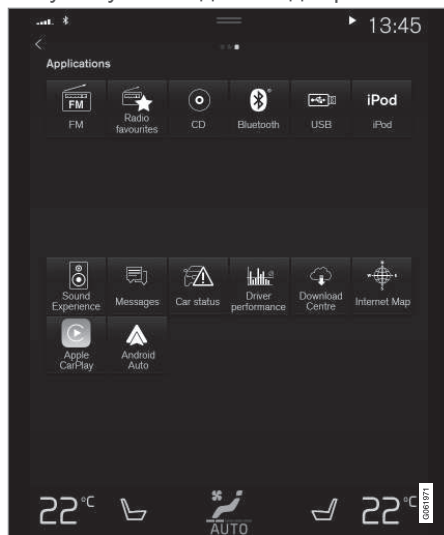 13:45
Applications
FM
FM
Radio
favourites
CD
Bluetooth
USB
iPod
iPod
Sound
Experience
Messages
Car status
Driver
performance
Download
Centre
Internet Map
Apple
CarPlay
Android
Auto
22°C
AUTO
22°C
G061971